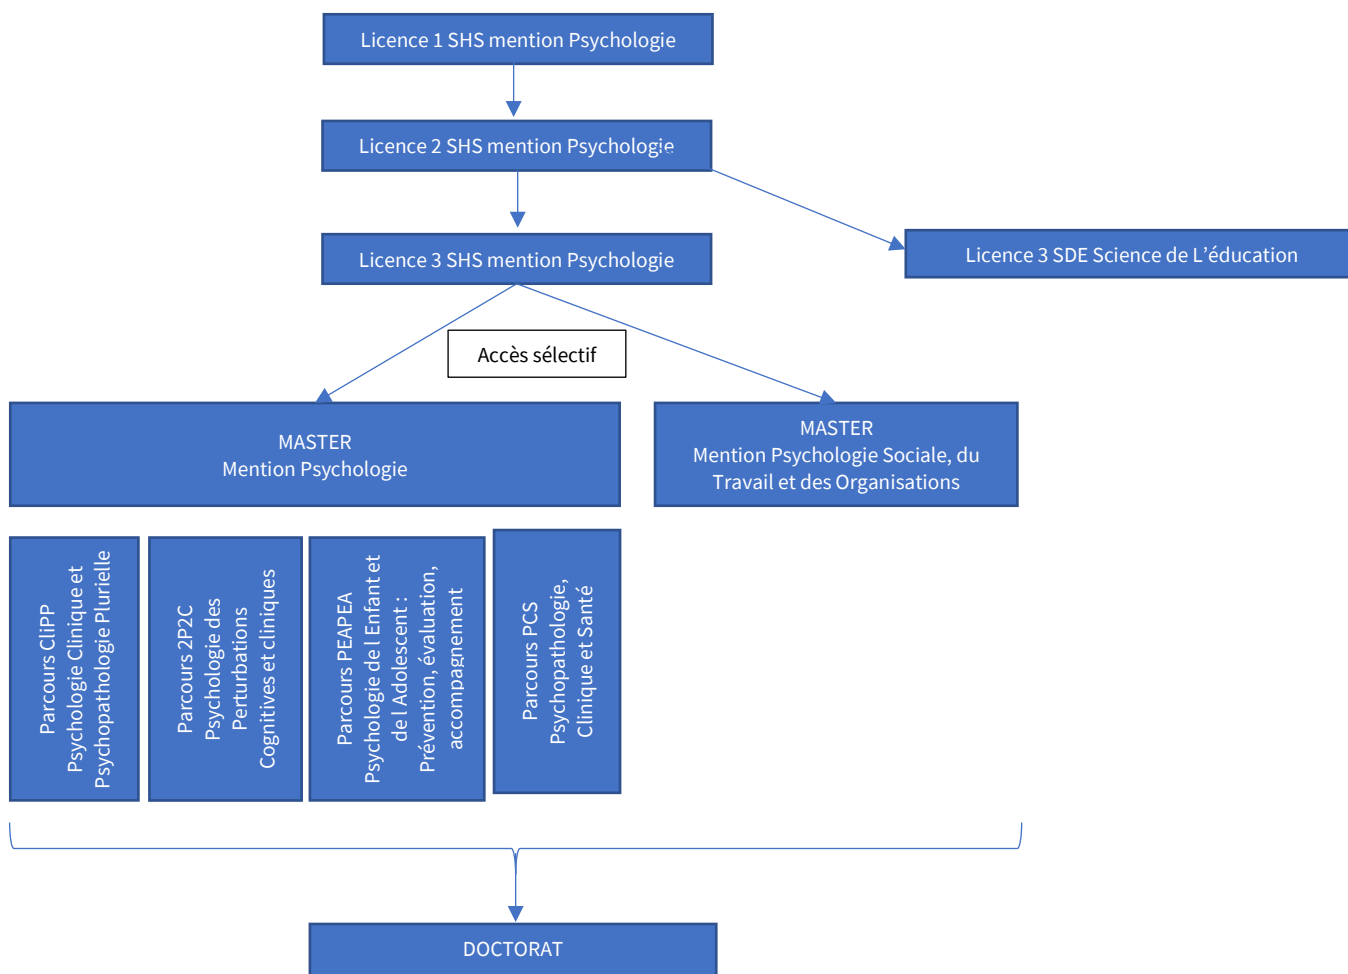 Licence 1 SHS mention Psychologie
Licence 2 SHS mention Psychologie
Licence 3 SHS mention Psychologie
Licence 3 SDE Science de L’éducation
Accès sélectif
MASTER
Mention Psychologie
MASTER
Mention Psychologie Sociale, du
Travail et des Organisations
Parcours CliPP
Psychologie Clinique et
Psychopathologie Plurielle
Parcours 2P2C
Psychologie des
Perturbations
Cognitives et cliniques
Parcours PEAPEA
Psychologie de l Enfant et
de l Adolescent :
Prévention, évaluation,
accompagnement
Parcours PCS
Psychopathologie,
Clinique et Santé
DOCTORAT